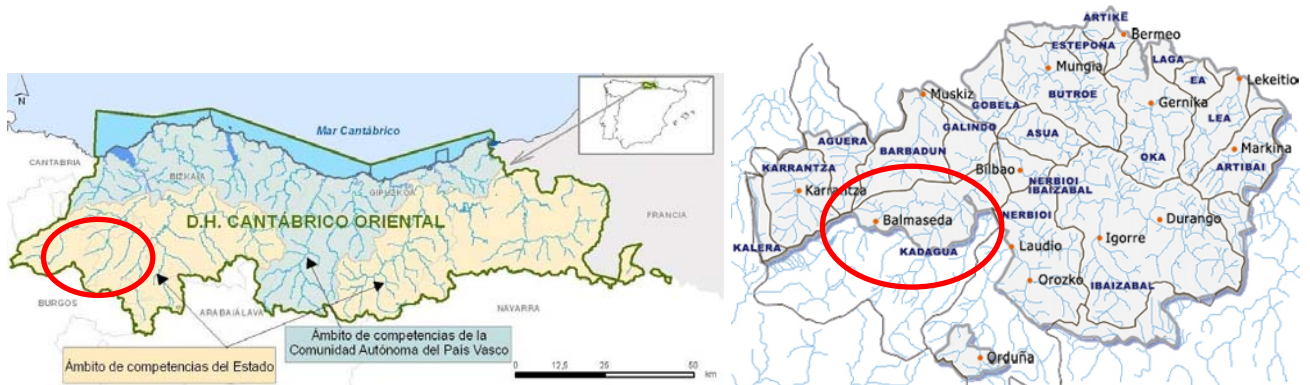 N
Mar Cantábrico
CANTABRIA
BIZKAIA
GIPUZKOA
D.H. CANTÁBRICO ORIENTAL
FRANCIA
BURGOS
ARABA/ÁLAVA
NAVARRA
Ámbito de competencias de la
Comunidad Autónoma del País Vasco
Ámbito de competencias del Estado
0 12,5 25 50
km
ARTIKE
Bermeo
ESTEPONA
LAGA
Mungia
EA
Lekeitio
Muskiz
BUTROE
GOBELA
Gernika
LEA
GALINDO
ASUA
AGUERA
Markina
BARBADUN
OKA
KARRANTZA
Bilbao
ARTIBAI
Karrantza
NERBIOI
IBAIZABAL
Balmaseda
NERBIOI
Durango
Igorre
KALERA
KADAGUA
Laudio
Orozko
IBAIZABAL
Orduña